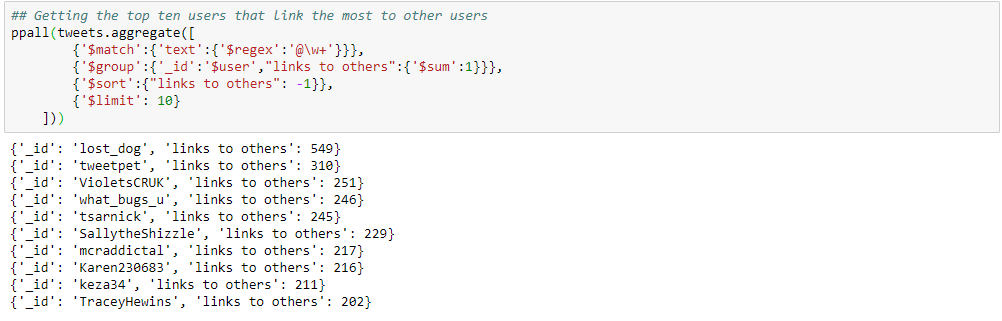 ## Getting the top ten users that link the most to other users
ppall(tweets.aggregate([
        {'$match':{'text':{'$regex':'@\w+'}}},
        {'$group':{'_id':'$user',"links to others":{'$sum':1}}},
        {'$sort':{"links to others": -1}},
        {'$limit': 10}
    ]))
{'_id': 'lost_dog', 'links to others': 549}
{'_id': 'tweetpet', 'links to others': 310}
{'_id': 'VioletsCRUK', 'links to others': 251}
{'_id': 'what_bugs_u', 'links to others': 246}
{'_id': 'tsarnick', 'links to others': 245}
{'_id': 'SallytheShizzle', 'links to others': 229}
{'_id': 'mcraddictal', 'links to others': 217}
{'_id': 'Karen230683', 'links to others': 216}
{'_id': 'keza34', 'links to others': 211}
{'_id': 'TraceyHewins', 'links to others': 202}